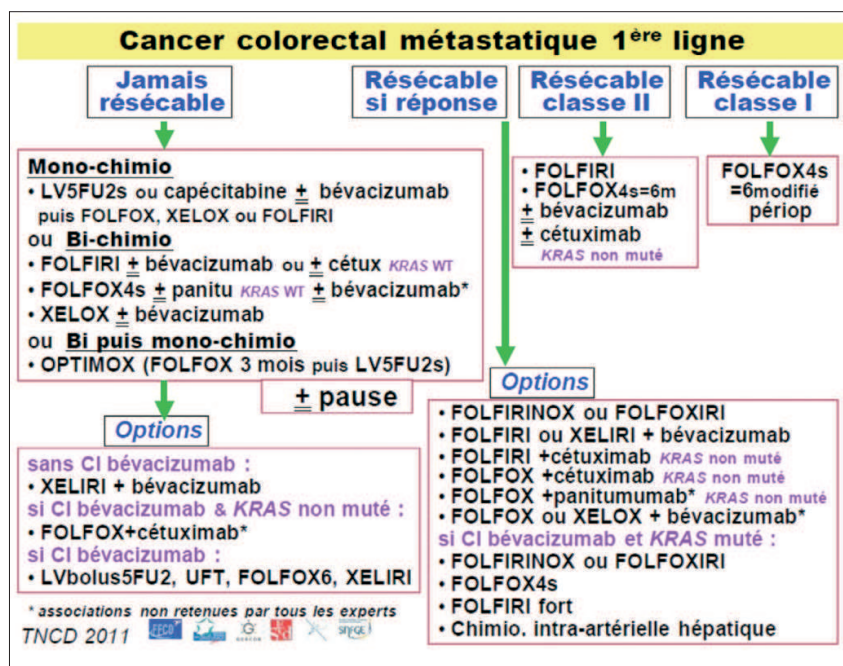 Cancer colorectal métastatique 1ère ligne
Jamais
résécable
Résécable
si réponse
Résécable
classe II
Résécable
classe I
Mono-chimio
• LV5FU2s ou capécitabine ± bévacizumab
puis FOLFOX, XELOX ou FOLFIRI
ou Bi-chimio
• FOLFIRI ± bévacizumab ou ± cétux KRAS WT
• FOLFOX4s ± panitu KRAS WT ± bévacizumab*
• XELOX ± bévacizumab
ou Bi puis mono-chimio
• OPTIMOX (FOLFOX 3 mois puis LV5FU2s)
± pause
• FOLFIRI
• FOLFOX4s=6m
± bévacizumab
± cétuximab
KRAS non muté
FOLFOX4s
=6modifié
périop
Options
sans CI bévacizumab :
• XELIRI + bévacizumab
si CI bévacizumab & KRAS non muté :
• FOLFOX+cétuximab*
si CI bévacizumab :
• LVbolus5FU2, UFT, FOLFOX6, XELIRI
Options
• FOLFIRINOX ou FOLFOXIRI
• FOLFIRI ou XELIRI + bévacizumab
• FOLFIRI +cétuximab KRAS non muté
• FOLFOX +cétuximab KRAS non muté
• FOLFOX +panitumumab* KRAS non muté
• FOLFOX ou XELOX + bévacizumab*
si CI bévacizumab et KRAS muté :
• FOLFIRINOX ou FOLFOXIRI
• FOLFOX4s
• FOLFIRI fort
• Chimio. intra-artérielle hépatique
* associations non retenues par tous les experts
TNCD 2011
FFCD
SNFGE